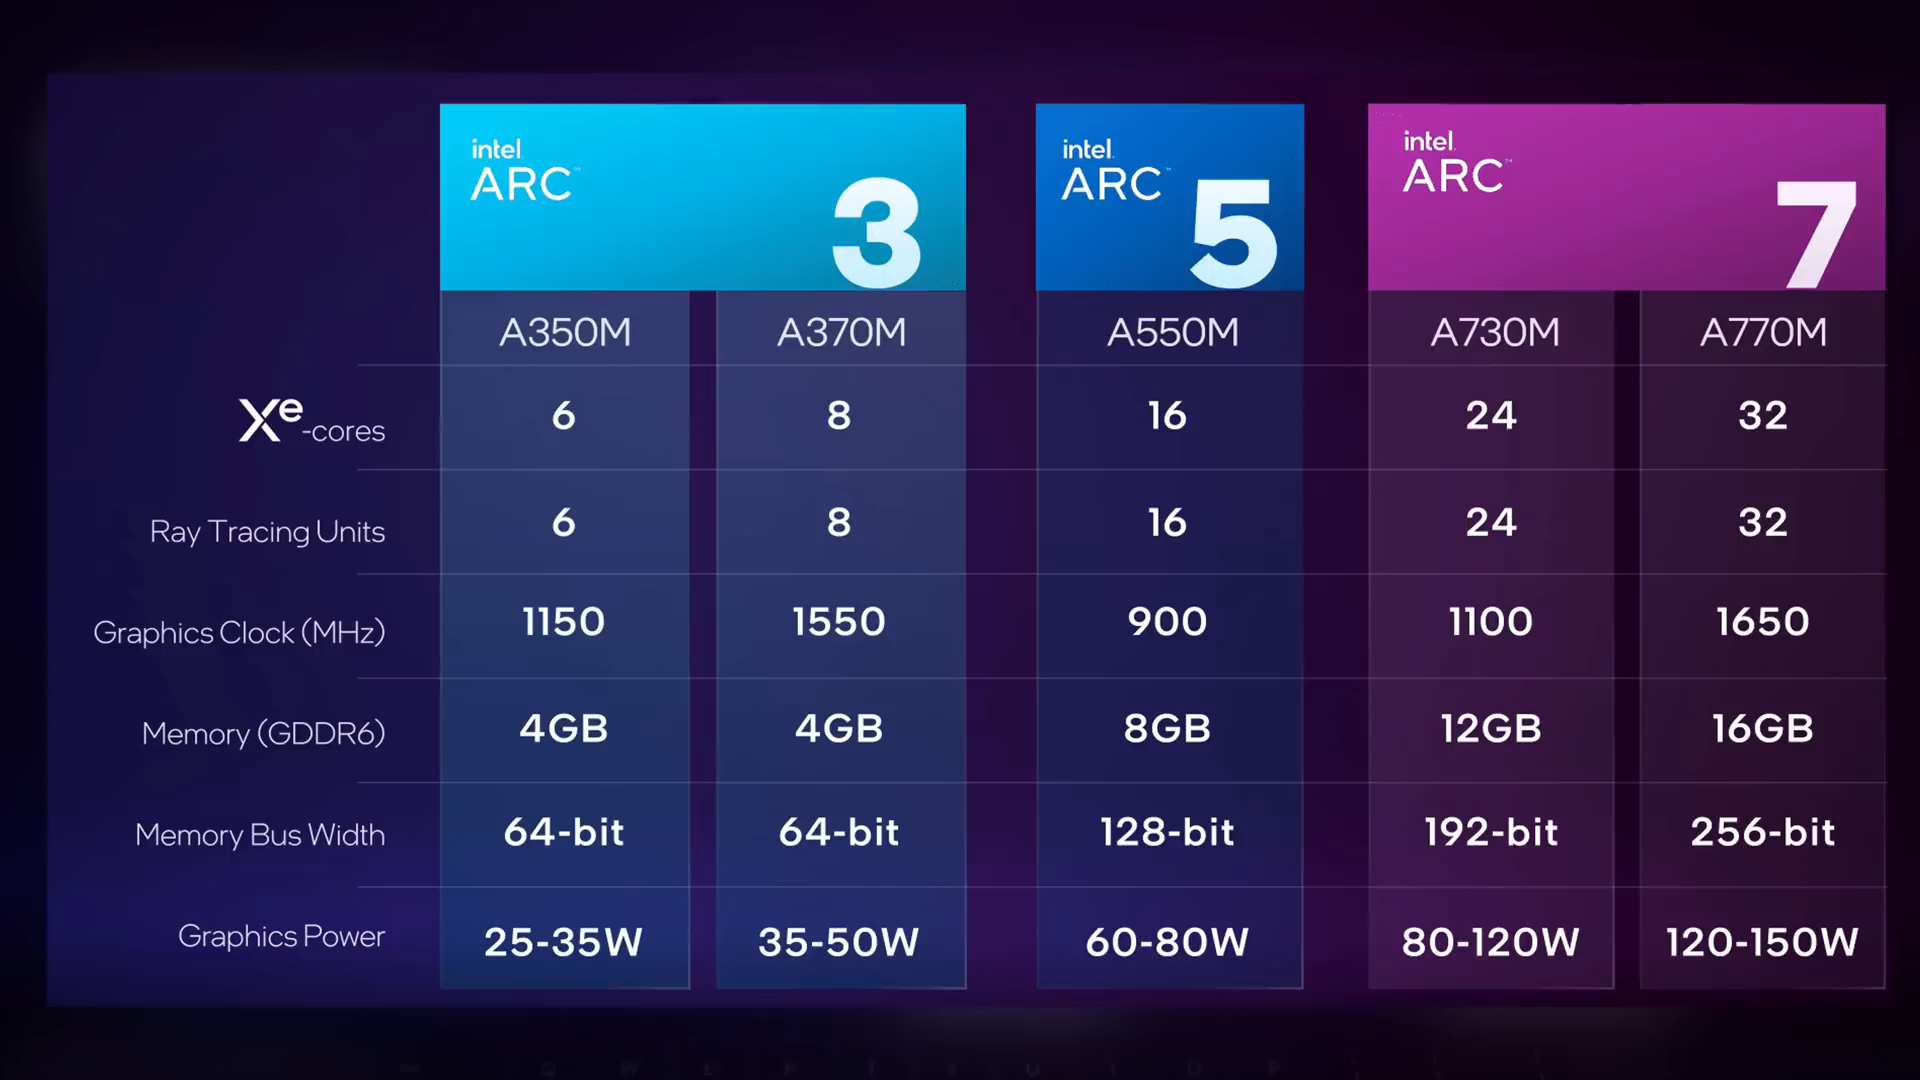 intel
ARC™ 3
intel
ARC™ 5
intel
ARC™ 7
A350M A370M A550M A730M A770M
Xe-cores 6 8 16 24 32
Ray Tracing Units 6 8 16 24 32
Graphics Clock (MHz) 1150 1550 900 1100 1650
Memory (GDDR6) 4GB 4GB 8GB 12GB 16GB
Memory Bus Width 64-bit 64-bit 128-bit 192-bit 256-bit
Graphics Power 25-35W 35-50W 60-80W 80-120W 120-150W